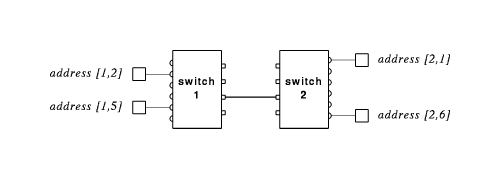 address [1,2]
address [1,5]
switch
1
switch
2
address [2,1]
address [2,6]